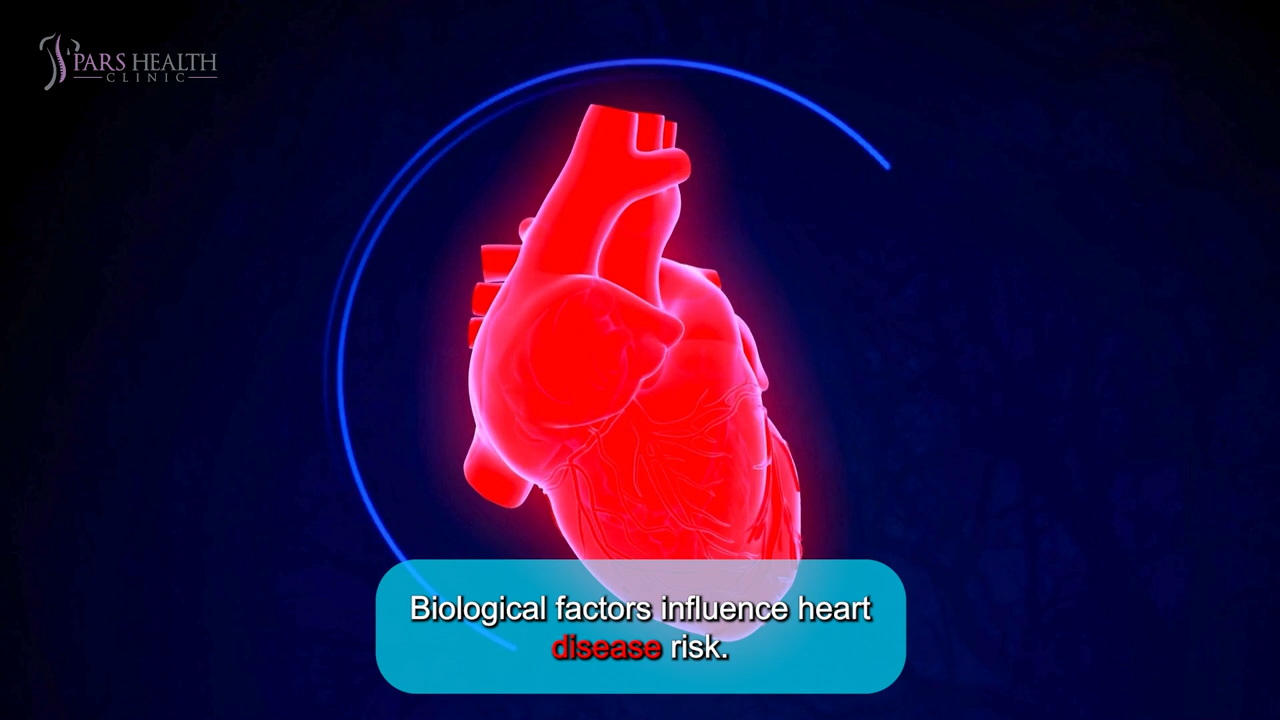 PARS HEALTH
CLINIC
Biological factors influence heart
disease risk.